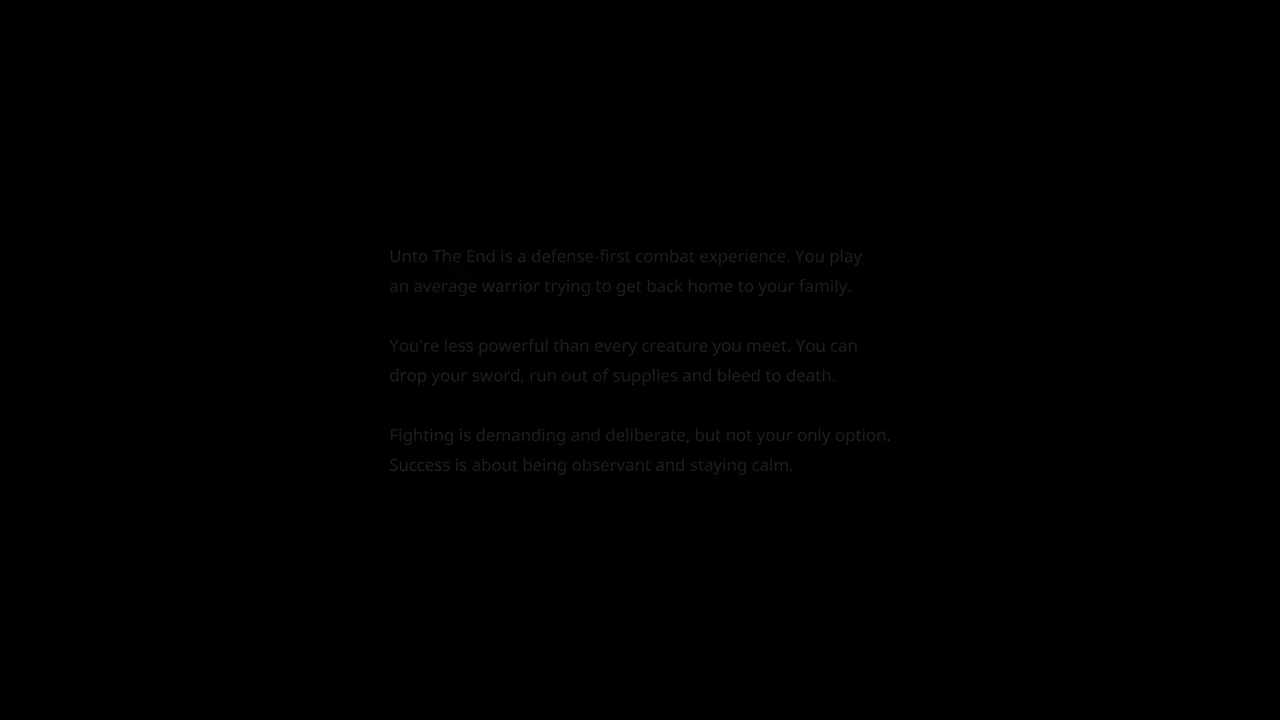 Unto The End is a defense-first combat experience. You play
an average warrior trying to get back home to your family.
You're less powerful than every creature you meet. You can
drop your sword, run out of supplies and bleed to death.
Fighting is demanding and deliberate, but not your only option.
Success is about being observant and staying calm.